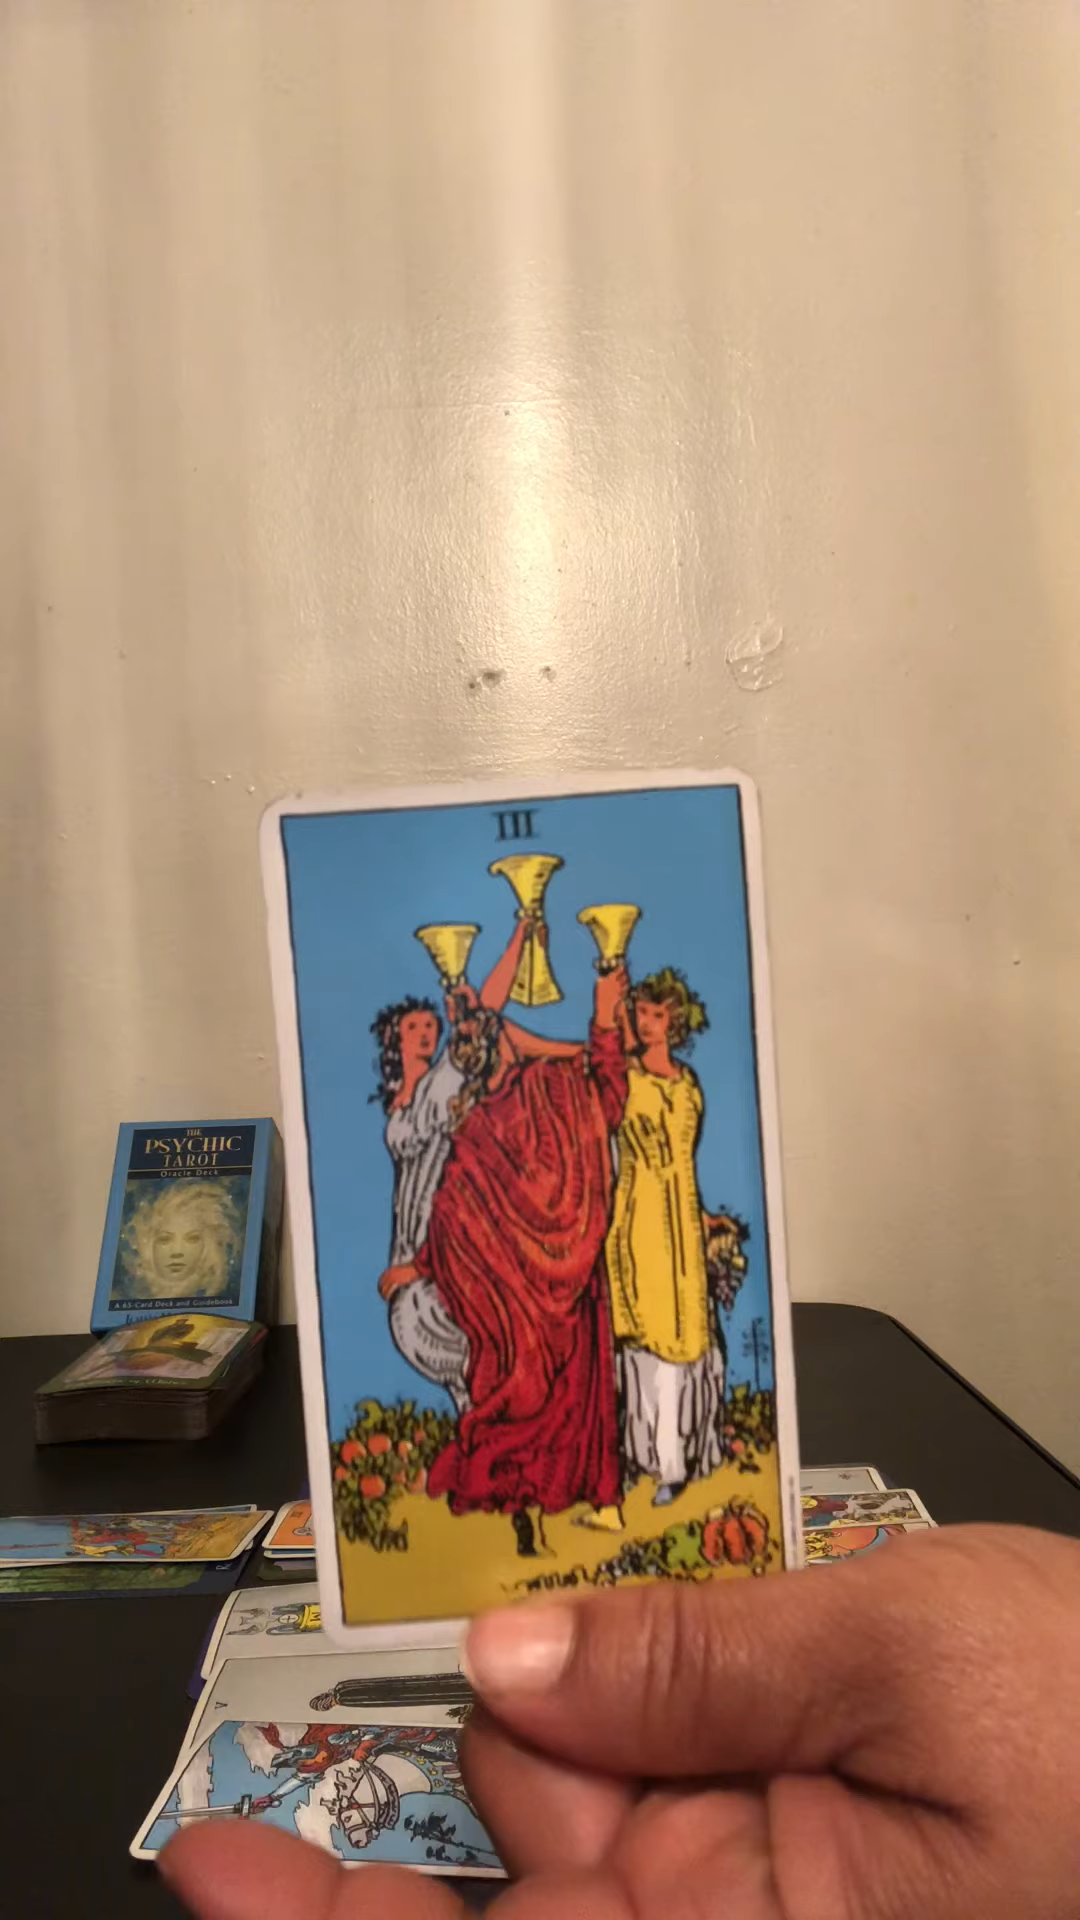 III
THE
PSYCHIC
TAROT
Oracle Deck
A 65-Card Deck and Guidebook
V